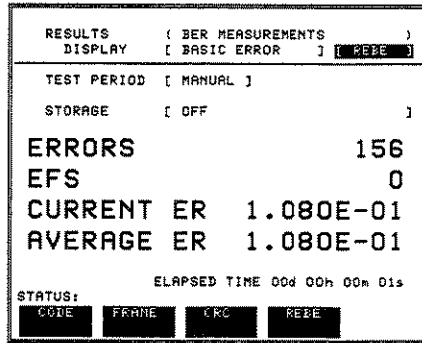 RESULTS ( BER MEASUREMENTS )
DISPLAY [ BASIC ERROR ] [ REBE ]
TEST PERIOD [ MANUAL ]
STORAGE [ OFF ]
ERRORS 156
EFS 0
CURRENT ER 1.080E-01
AVERAGE ER 1.080E-01
ELAPSED TIME 00d 00h 00m 01s
STATUS:
CODE FRAME CRC REBE